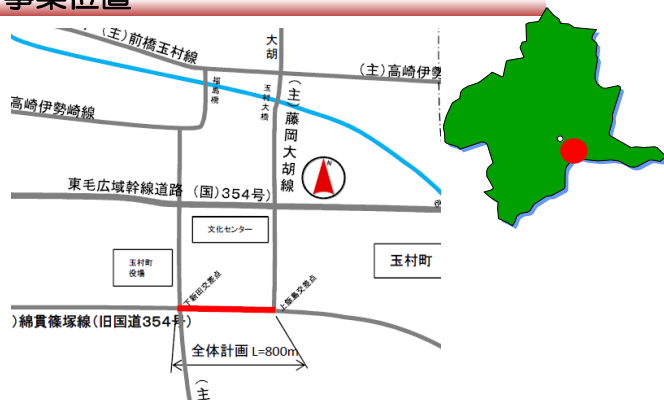 事業位置
(主)前橋玉村線
大胡
(主)高崎伊勢
福島橋
玉村大橋
高崎伊勢崎線
(主)藤岡大胡線
N
東毛広域幹線道路 (国)354号)
文化センター
玉村町
役場
玉村町
下新田交差点
上飯島交差点
)綿貫篠塚線(旧国道354号)
全体計画 L=800m
(主